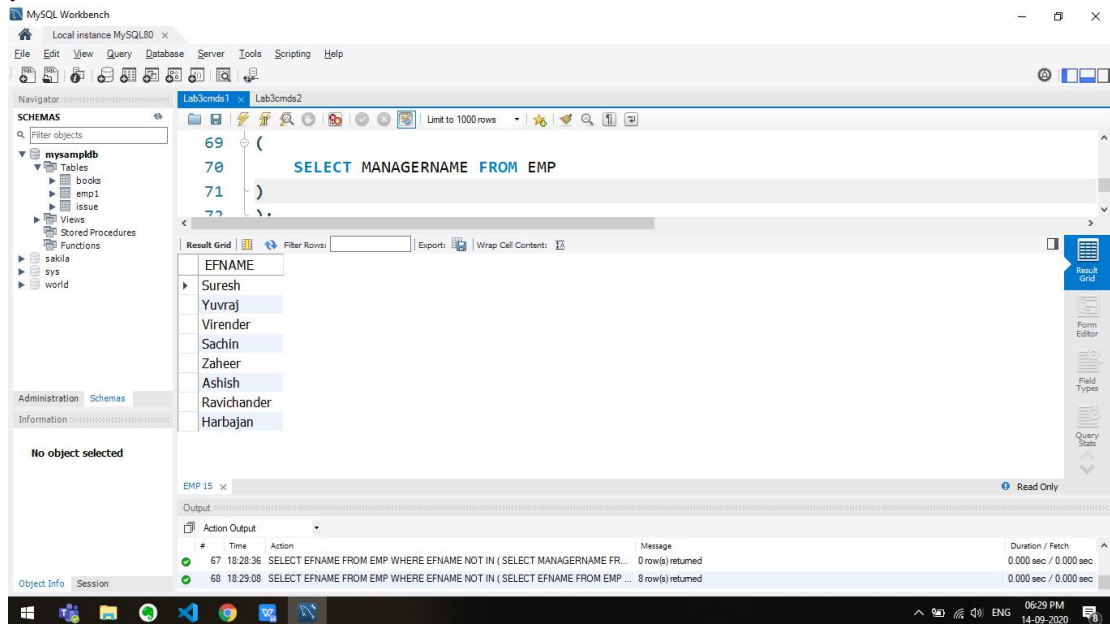 MySQL Workbench
Local instance MySQL80 ×
File Edit View Query Database Server Tools Scripting Help
Navigator
SCHEMAS
Filter objects
mysampldb
Tables
books
emp1
issue
Views
Stored Procedures
Functions
sakila
sys
world
Administration Schemas
Information
No object selected
Object Info Session
Lab3cmds1 × Lab3cmds2
Limit to 1000 rows
69 (
70 SELECT MANAGERNAME FROM EMP
71 )
72 );
Result Grid Filter Rows: Export: Wrap Cell Content:
EFNAME
Suresh
Yuvraj
Virender
Sachin
Zaheer
Ashish
Ravichander
Harbajan
Result Grid
Form Editor
Field Types
Query Stats
EMP 15 × Read Only
Output
Action Output
# Time Action Message Duration / Fetch
67 18:28:36 SELECT EFNAME FROM EMP WHERE EFNAME NOT IN ( SELECT MANAGERNAME FR... 0 row(s) returned 0.000 sec / 0.000 sec
68 18:29:08 SELECT EFNAME FROM EMP WHERE EFNAME NOT IN ( SELECT EFNAME FROM EMP ... 8 row(s) returned 0.000 sec / 0.000 sec
ENG 06:29 PM
14-09-2020